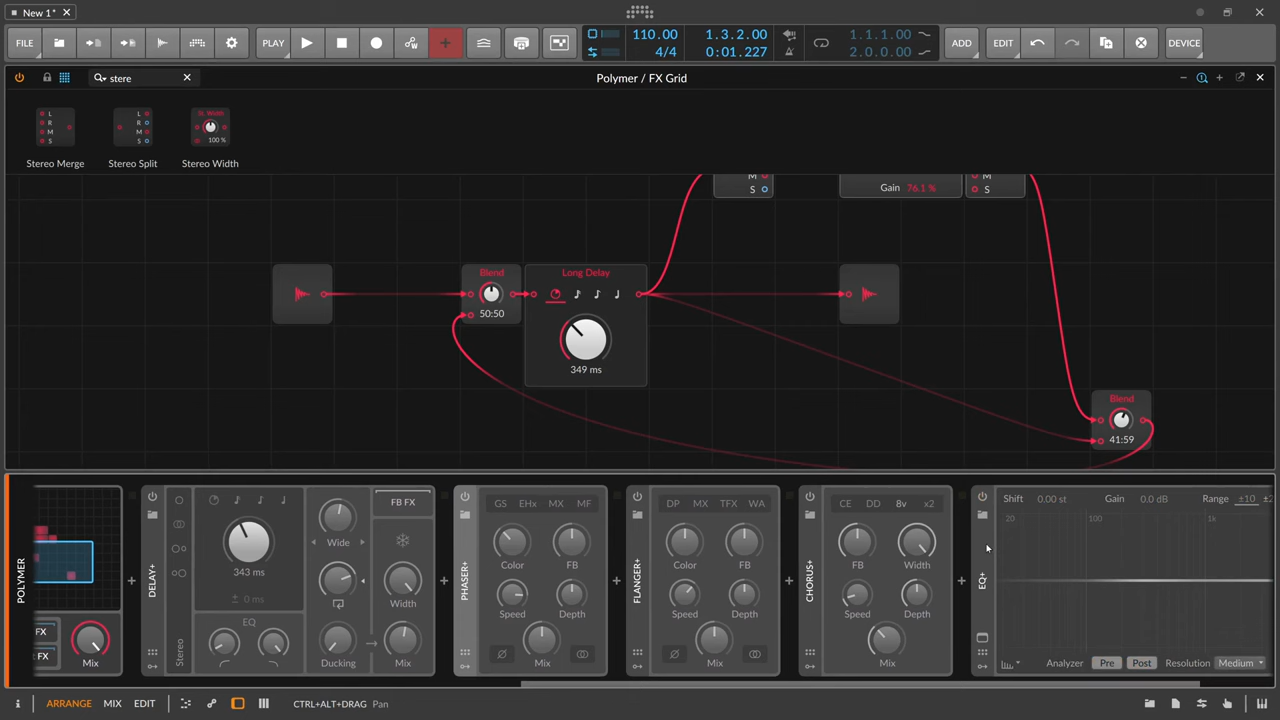 New 1*
FILE
PLAY
110.00
4/4
1.3.2.00
0:01.227
1.1.1.00
2.0.0.00
ADD
EDIT
DEVICE
stere
Polymer / FX Grid
L
R
M
S
L
R
M
S
St. Width
100 %
Stereo Merge
Stereo Split
Stereo Width
M
S
Gain 76.1 %
M
S
Blend
50:50
Long Delay
349 ms
Blend
41:59
POLYMER
FX
FX
Mix
DELAY+
343 ms
± 0 ms
EQ
Stereo
Wide
Ducking
FB FX
Width
Mix
PHASER+
GS EHx MX MF
Color FB
Speed Depth
Mix
FLANGER+
DP MX TFX WA
Color FB
Speed Depth
Mix
CHORUS+
CE DD 8v x2
FB Width
Speed Depth
Mix
EQ+
Shift 0.00 st Gain 0.0 dB Range ±10
20 100 1k
Analyzer Pre Post Resolution Medium
i ARRANGE MIX EDIT CTRL+ALT+DRAG Pan